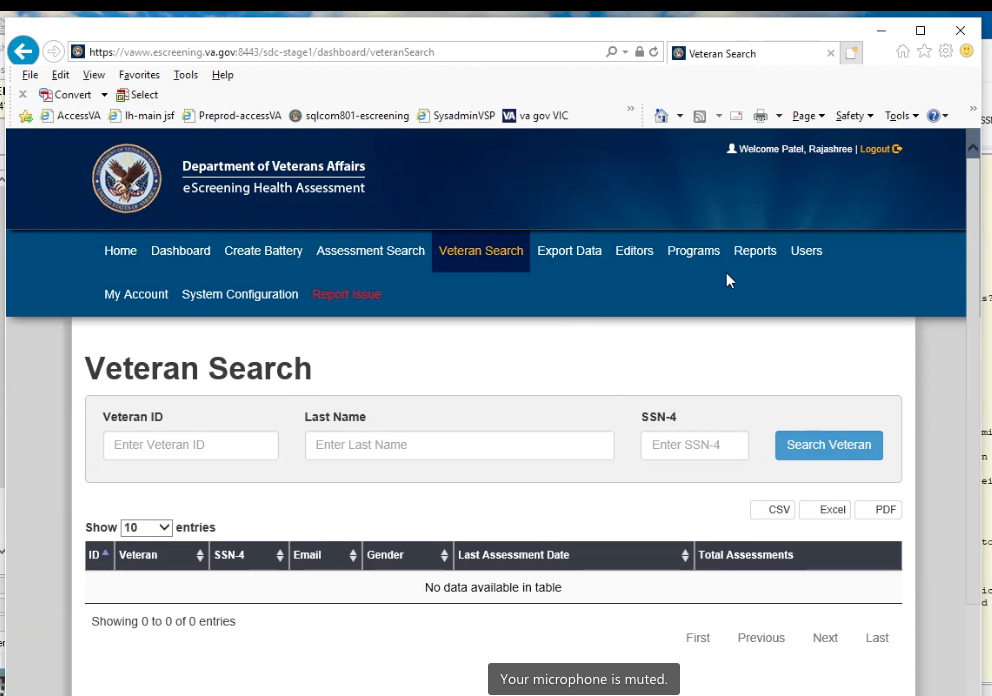 https://vaww.escreening.va.gov:8443/sdc-stage1/dashboard/veteranSearch
Veteran Search
File Edit View Favorites Tools Help
Convert Select
AccessVA lh-main jsf Preprod-accessVA sqlcom801-escreening SysadminVSP VA va gov VIC
Page Safety Tools
Welcome Patel, Rajashree | Logout
Department of Veterans Affairs
eScreening Health Assessment
Home Dashboard Create Battery Assessment Search Veteran Search Export Data Editors Programs Reports Users
My Account System Configuration Report Issue
Veteran Search
Veteran ID Last Name SSN-4
Enter Veteran ID Enter Last Name Enter SSN-4 Search Veteran
CSV Excel PDF
Show 10 entries
ID Veteran SSN-4 Email Gender Last Assessment Date Total Assessments
No data available in table
Showing 0 to 0 of 0 entries
First Previous Next Last
Your microphone is muted.